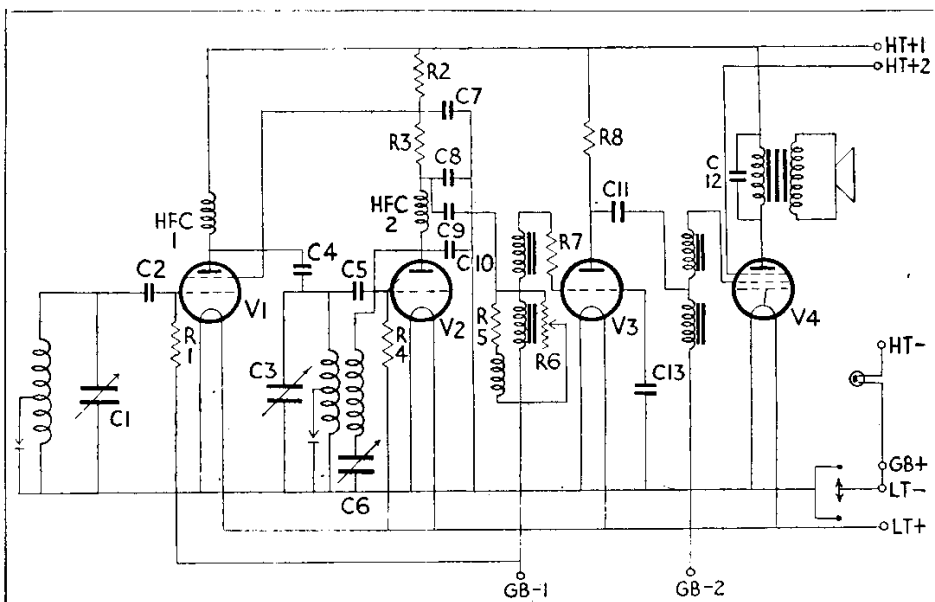 HT+1
HT+2
R2
C7
R3
C8
R8
C11
C
12
HFC
1
HFC
2
C9
C10
R7
C4
C2
C5
V1
V2
V3
V4
R
1
R
4
R
5
R6
C3
C1
C13
C6
HT-
GB+
LT-
LT+
GB-1
GB-2